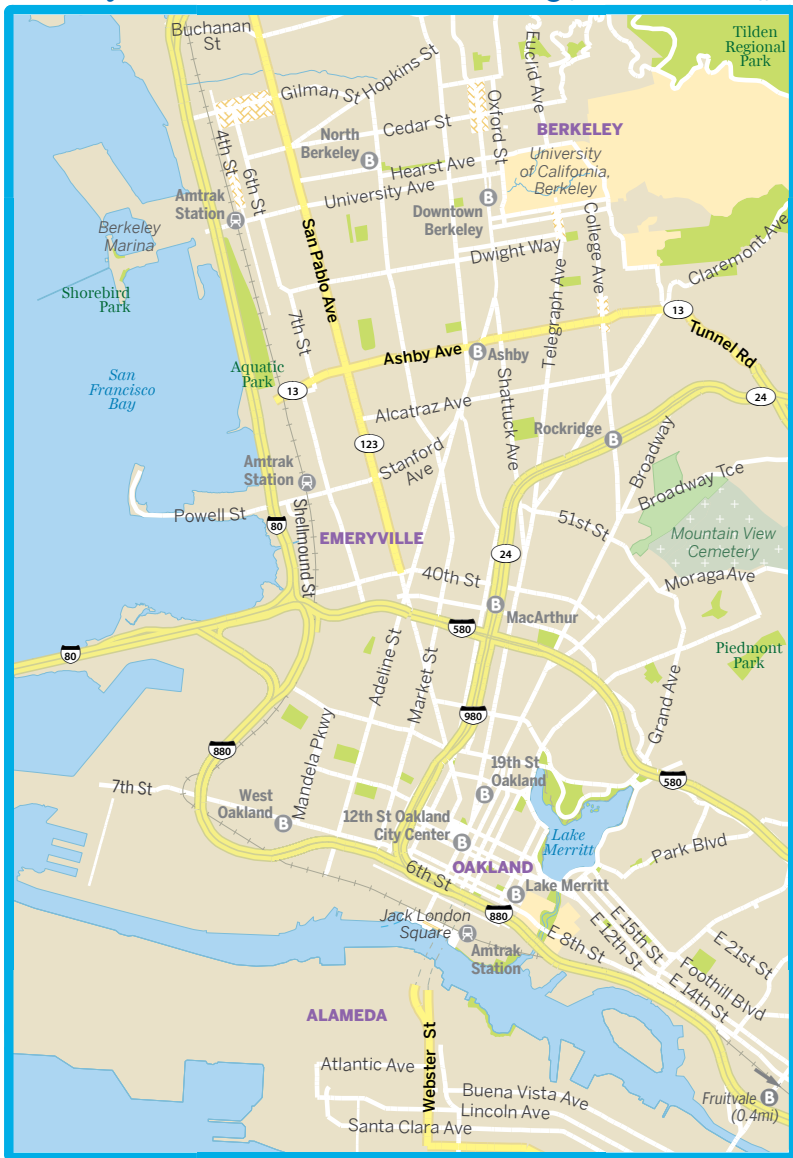 Buchanan
St
Tilden
Regional
Park
Euclid Ave
Hopkins St
Gilman St
Oxford St
Cedar St
BERKELEY
4th St
6th St
North
Berkeley
B
Hearst Ave
University
of California,
Berkeley
University Ave
Amtrak
Station
Downtown
Berkeley
B
College Ave
Berkeley
Marina
San Pablo Ave
Dwight Way
Claremont Ave
Telegraph Ave
Shorebird
Park
7th St
13
Tunnel Rd
Ashby Ave
B
Ashby
San
Francisco
Bay
Aquatic
Park
13
Shattuck Ave
24
Alcatraz Ave
Rockridge
B
Broadway
123
Stanford
Ave
Amtrak
Station
Broadway Tce
Powell St
80
Shellmound St
51st St
EMERYVILLE
24
Mountain View
Cemetery
40th St
Moraga Ave
B
MacArthur
580
80
Adeline St
Market St
Piedmont
Park
Grand Ave
980
880
Mandela Pkwy
19th St
Oakland
B
580
7th St
West
Oakland
B
12th St Oakland
City Center
B
Lake
Merritt
Park Blvd
OAKLAND
6th St
B
Lake Merritt
880
Jack London
Square
Amtrak
Station
E 8th St
E 15th St
E 12th St
E 21st St
Foothill Blvd
E 14th St
ALAMEDA
Webster St
Atlantic Ave
Buena Vista Ave
Lincoln Ave
Santa Clara Ave
Fruitvale
(0.4mi)
B